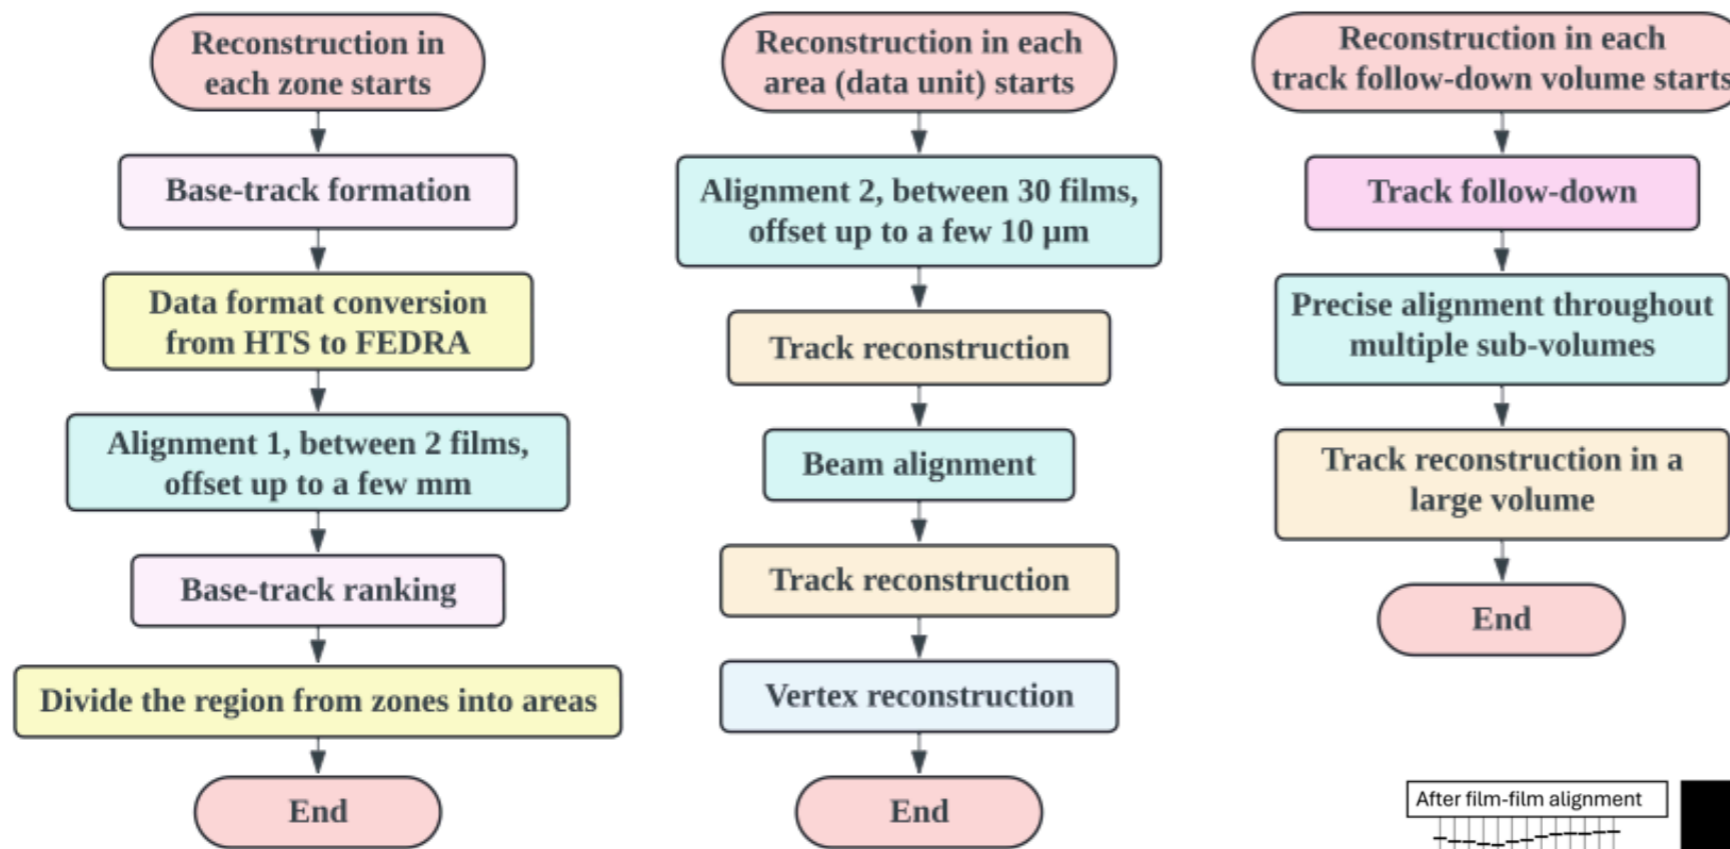 Reconstruction in
each zone starts
Base-track formation
Data format conversion
from HTS to FEDRA
Alignment 1, between 2 films,
offset up to a few mm
Base-track ranking
Divide the region from zones into areas
End
Reconstruction in each
area (data unit) starts
Alignment 2, between 30 films,
offset up to a few 10 μm
Track reconstruction
Beam alignment
Track reconstruction
Vertex reconstruction
End
Reconstruction in each
track follow-down volume starts
Track follow-down
Precise alignment throughout
multiple sub-volumes
Track reconstruction in a
large volume
End
After film-film alignment